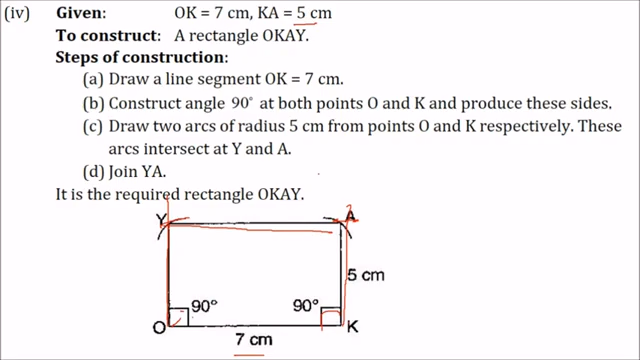 (iv) Given: OK = 7 cm, KA = 5 cm
To construct: A rectangle OKAY.
Steps of construction:
(a) Draw a line segment OK = 7 cm.
(b) Construct angle 90° at both points O and K and produce these sides.
(c) Draw two arcs of radius 5 cm from points O and K respectively. These
arcs intersect at Y and A.
(d) Join YA.
It is the required rectangle OKAY.
Y A
5 cm
90° 90°
O K
7 cm